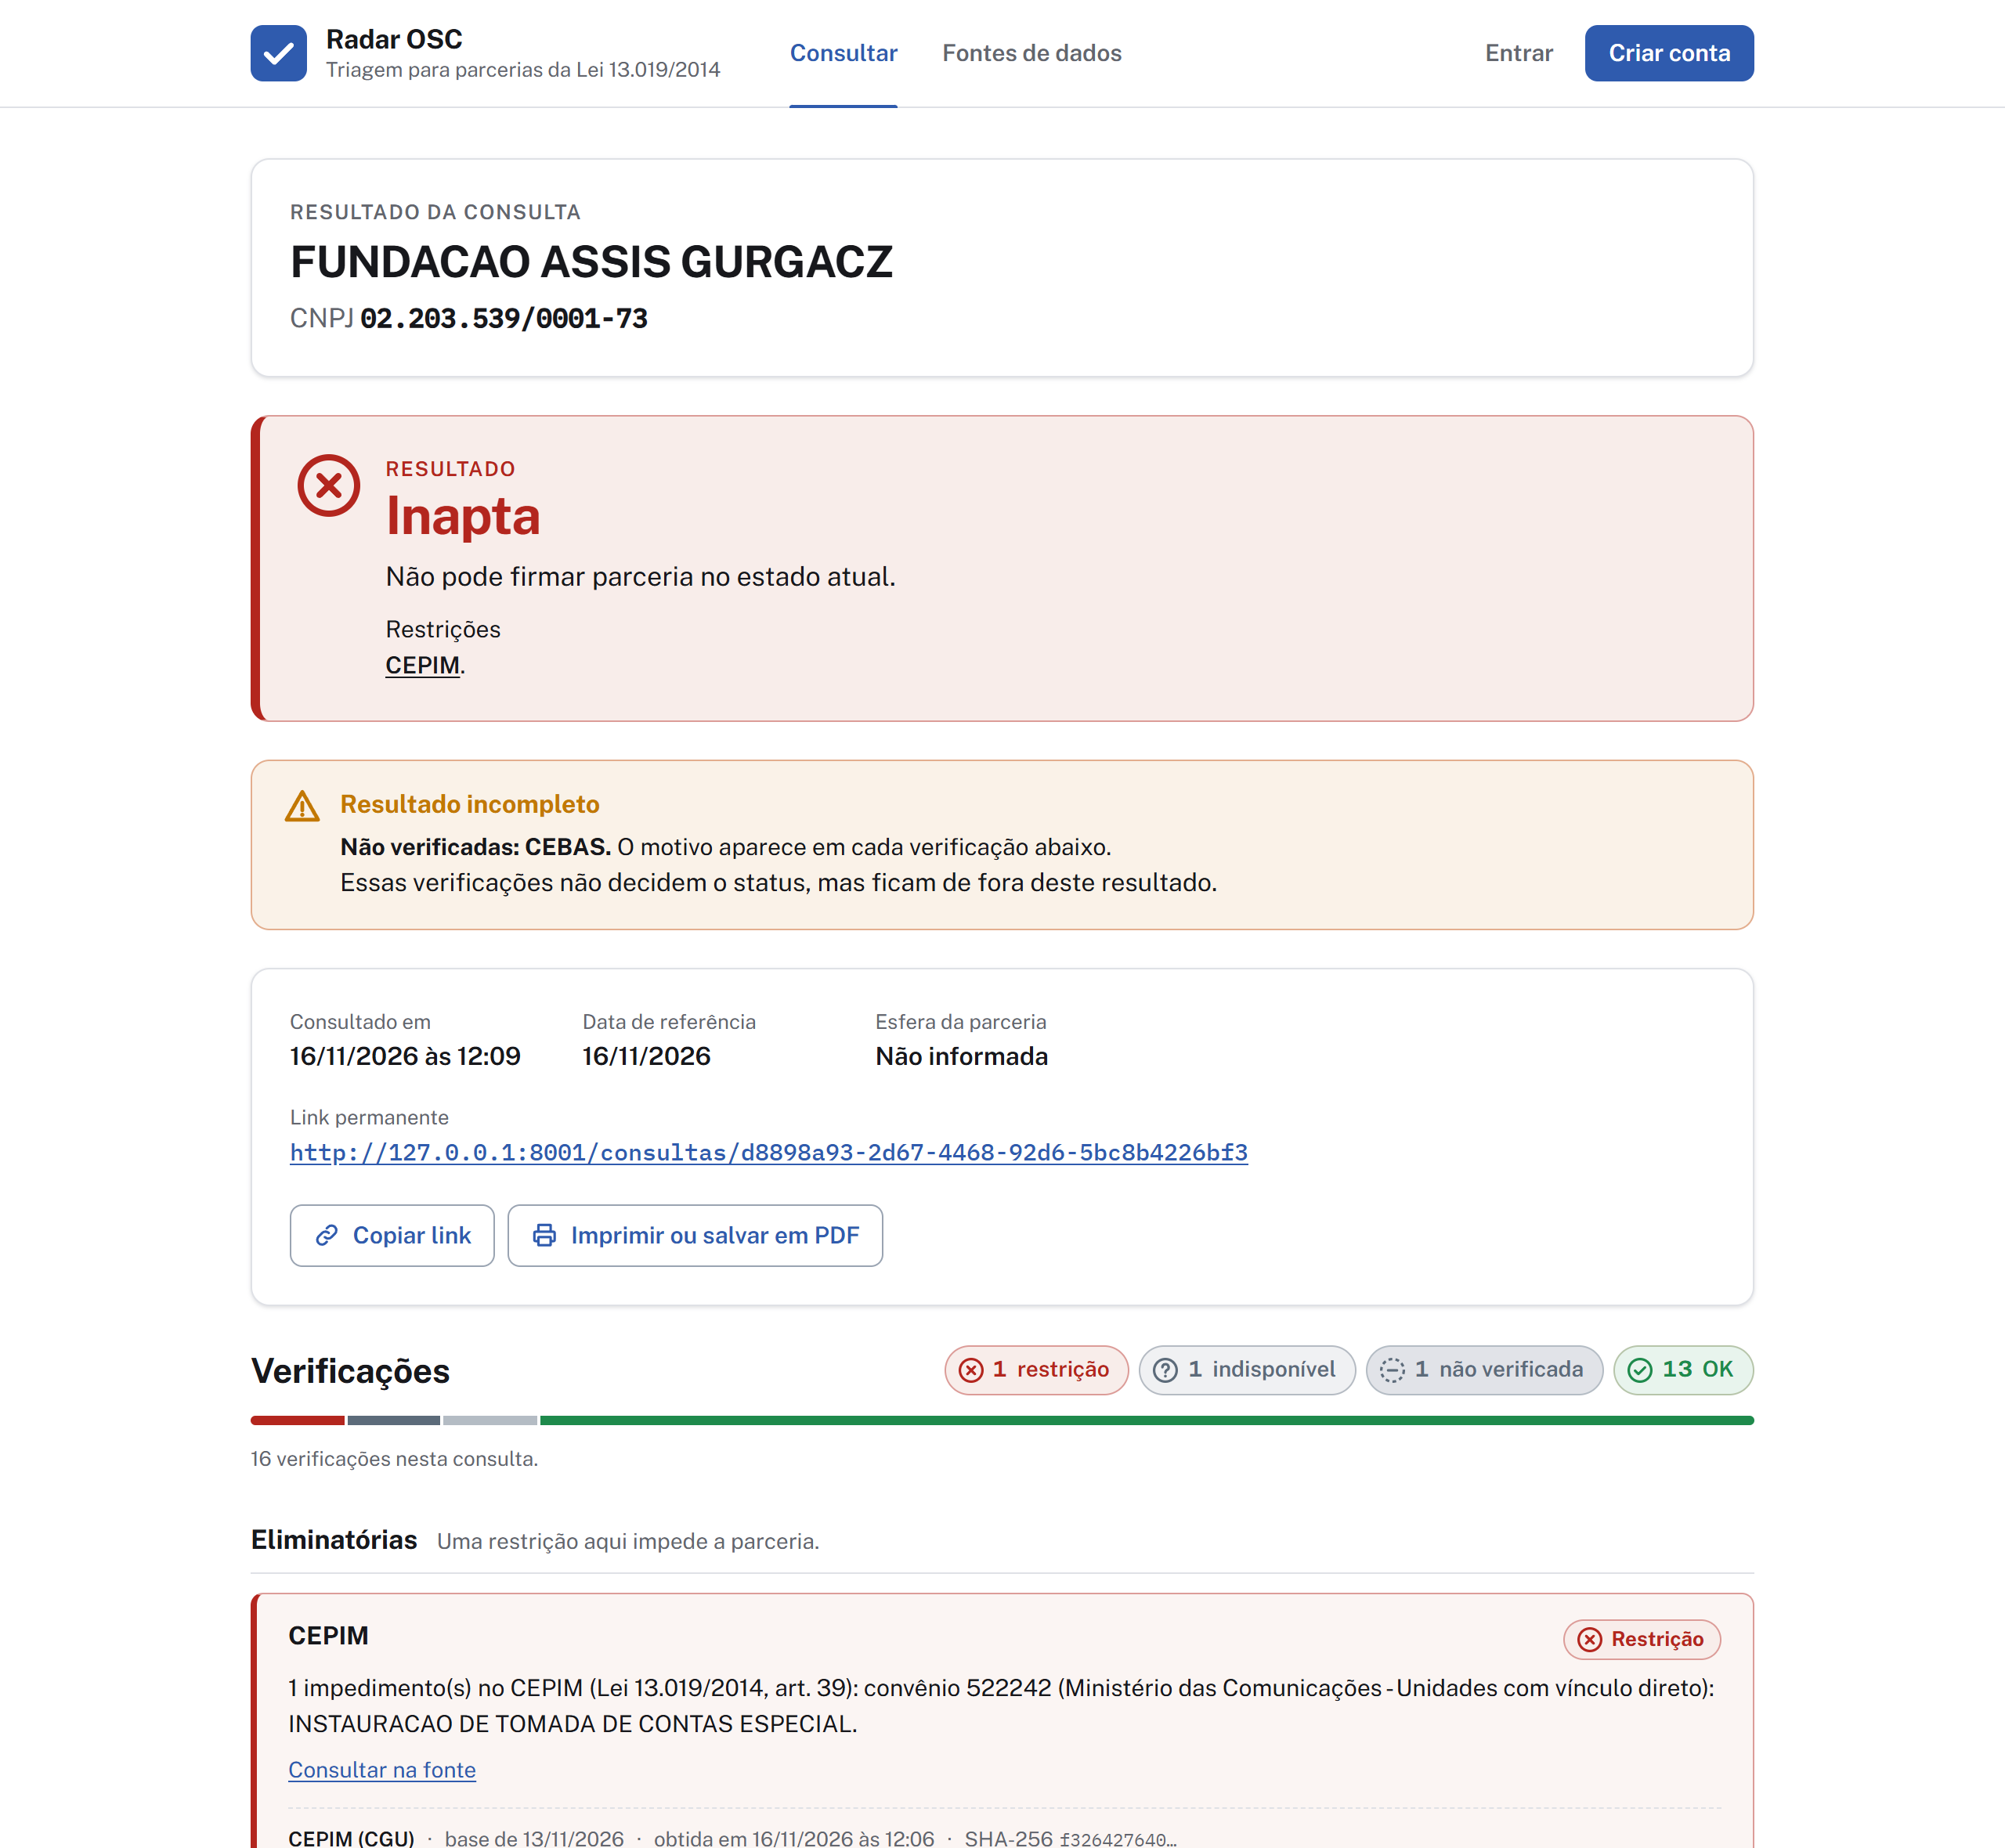 Radar OSC
Triagem para parcerias da Lei 13.019/2014
Consultar
Fontes de dados
Entrar
Criar conta
RESULTADO DA CONSULTA
FUNDACAO ASSIS GURGACZ
CNPJ 02.203.539/0001-73
RESULTADO
Inapta
Não pode firmar parceria no estado atual.
Restrições
CEPIM.
Resultado incompleto
Não verificadas: CEBAS. O motivo aparece em cada verificação abaixo.
Essas verificações não decidem o status, mas ficam de fora deste resultado.
Consultado em
16/11/2026 às 12:09
Data de referência
16/11/2026
Esfera da parceria
Não informada
Link permanente
http://127.0.0.1:8001/consultas/d8898a93-2d67-4468-92d6-5bc8b4226bf3
Copiar link
Imprimir ou salvar em PDF
Verificações
1 restrição
1 indisponível
1 não verificada
13 OK
16 verificações nesta consulta.
Eliminatórias Uma restrição aqui impede a parceria.
CEPIM
Restrição
1 impedimento(s) no CEPIM (Lei 13.019/2014, art. 39): convênio 522242 (Ministério das Comunicações - Unidades com vínculo direto):
INSTAURACAO DE TOMADA DE CONTAS ESPECIAL.
Consultar na fonte
CEPIM (CGU) · base de 13/11/2026 · obtida em 16/11/2026 às 12:06 · SHA-256 f326427640…